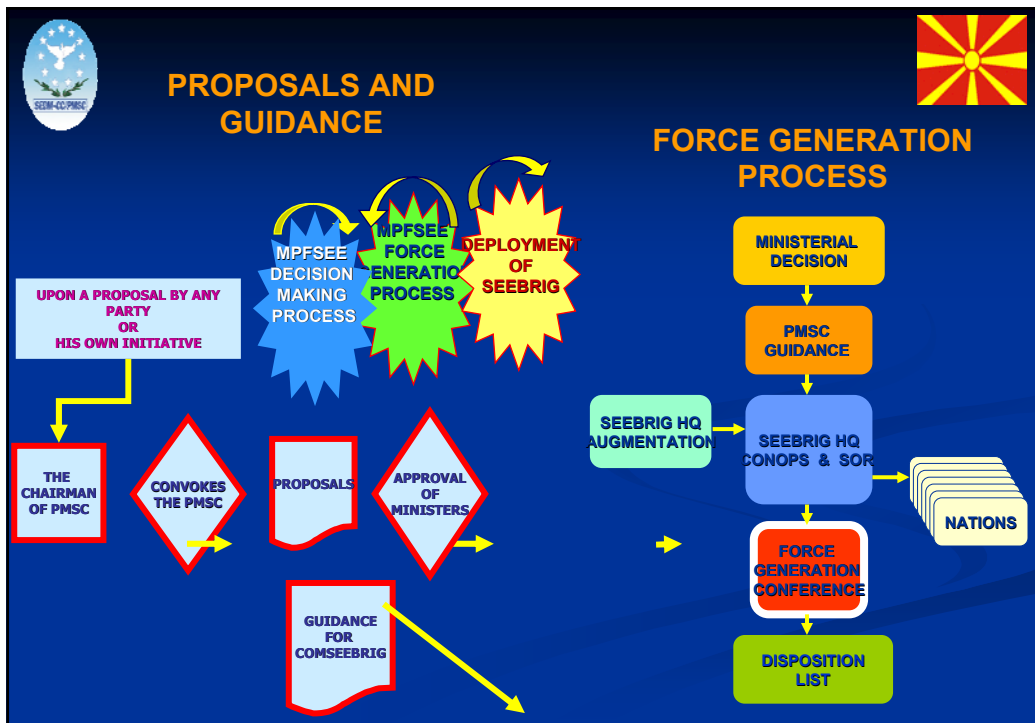 SEDM-CC/PMSC
PROPOSALS AND
GUIDANCE
MPFSEE
DECISION
MAKING
PROCESS
MPFSEE
FORCE
GENERATIO
PROCESS
DEPLOYMENT
OF
SEEBRIG
UPON A PROPOSAL BY ANY
PARTY
OR
HIS OWN INITIATIVE
THE
CHAIRMAN
OF PMSC
CONVOKES
THE PMSC
PROPOSALS
APPROVAL
OF
MINISTERS
GUIDANCE
FOR
COMSEEBRIG
FORCE GENERATION
PROCESS
MINISTERIAL
DECISION
PMSC
GUIDANCE
SEEBRIG HQ
AUGMENTATION
SEEBRIG HQ
CONOPS & SOR
NATIONS
FORCE
GENERATION
CONFERENCE
DISPOSITION
LIST